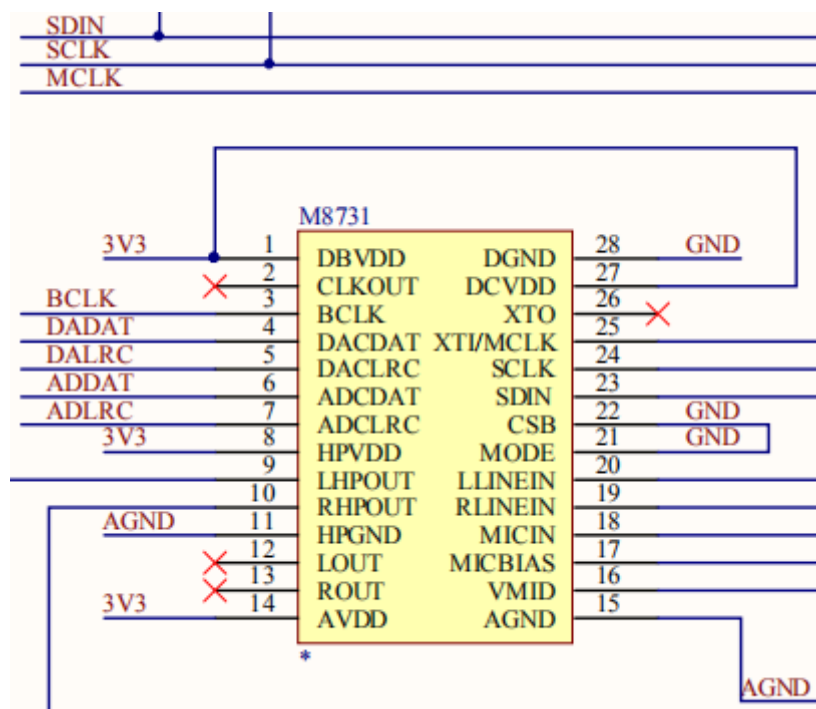 SDIN
SCLK
MCLK
M8731
3V3 1 DBVDD DGND 28 GND
2 CLKOUT DCVDD 27
BCLK 3 BCLK XTO 26
DADAT 4 DACDAT XTI/MCLK 25
DALRC 5 DACLRC SCLK 24
ADDAT 6 ADCDAT SDIN 23
ADLRC 7 ADCLRC CSB 22 GND
3V3 8 HPVDD MODE 21 GND
9 LHPOUT LLINEIN 20
10 RHPOUT RLINEIN 19
AGND 11 HPGND MICIN 18
12 LOUT MICBIAS 17
13 ROUT VMID 16
3V3 14 AVDD AGND 15
*
AGND